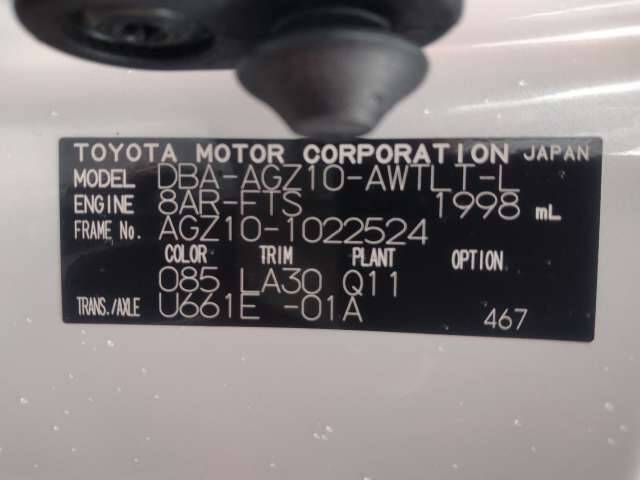 TOYOTA MOTOR CORPORATION JAPAN
MODEL DBA-AGZ10-AWTLT-L
ENGINE 8AR-FTS 1998 mL
FRAME No. AGZ10-1022524
COLOR TRIM PLANT OPTION
085 LA30 Q11
TRANS./AXLE U661E -01A 467